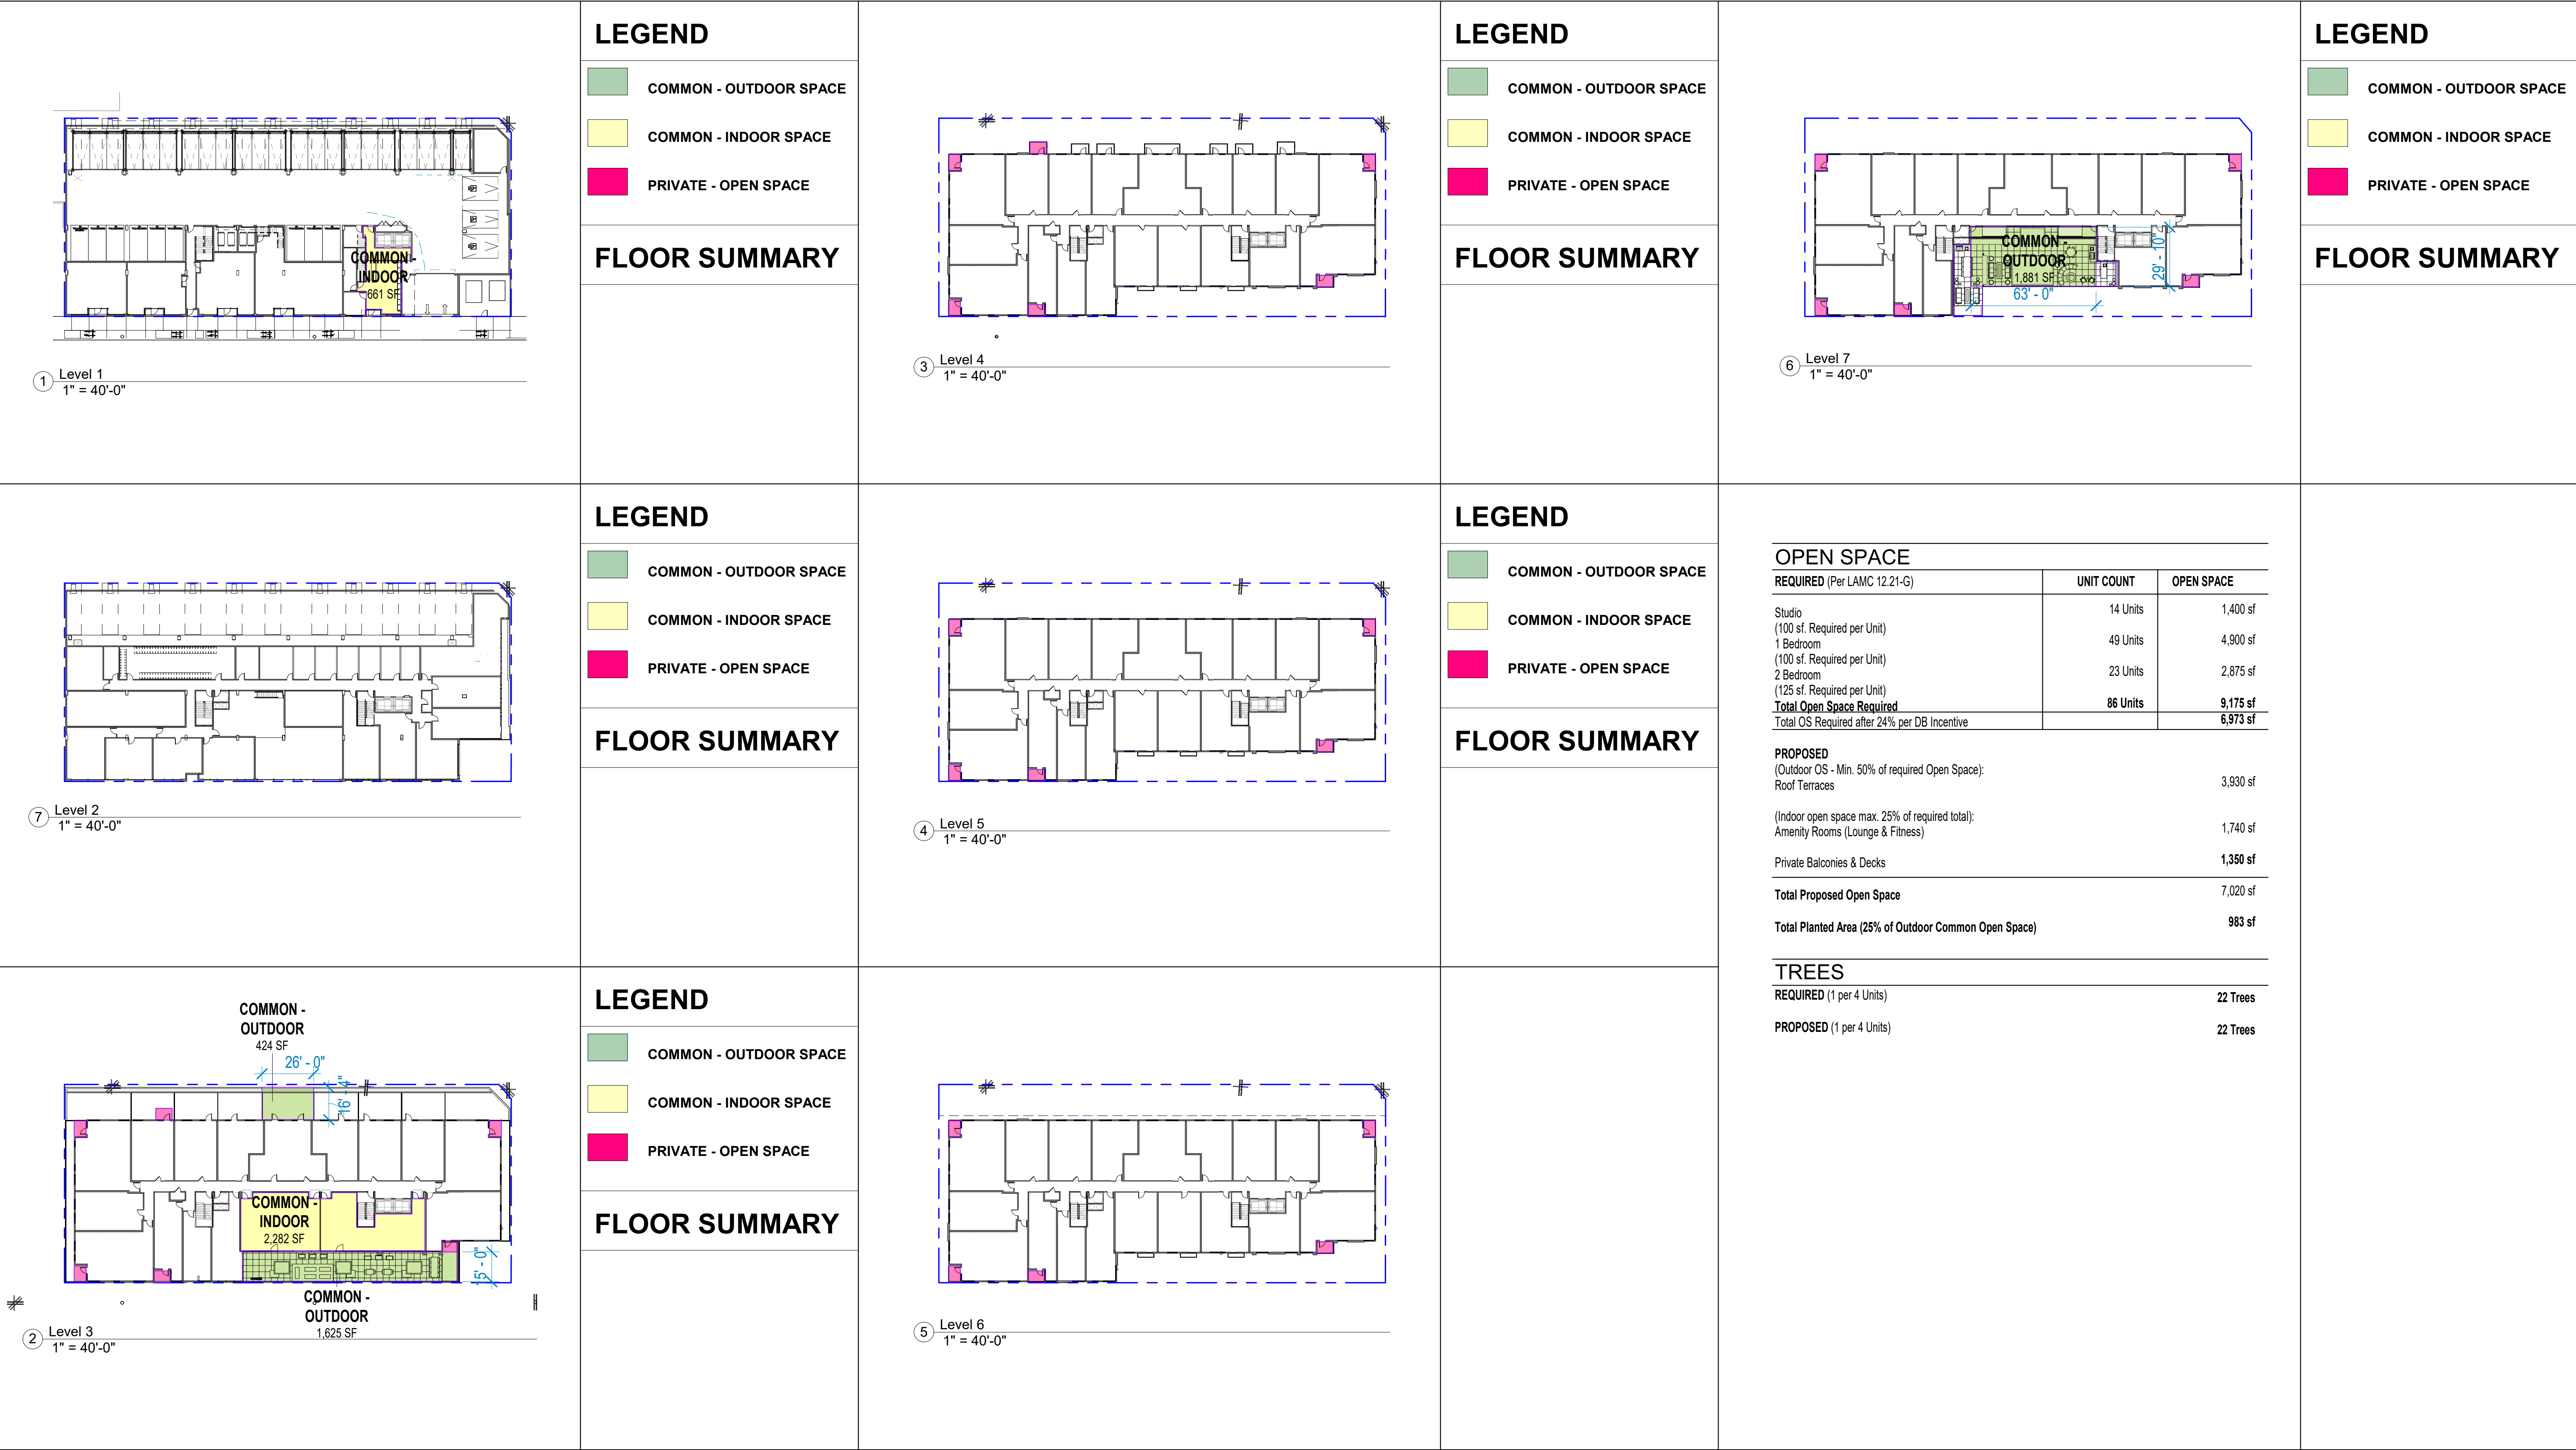 LEGEND
COMMON - OUTDOOR SPACE
COMMON - INDOOR SPACE
PRIVATE - OPEN SPACE
FLOOR SUMMARY
COMMON -
INDOOR
661 SF
1
Level 1
1" = 40'-0"
LEGEND
COMMON - OUTDOOR SPACE
COMMON - INDOOR SPACE
PRIVATE - OPEN SPACE
FLOOR SUMMARY
3
Level 4
1" = 40'-0"
LEGEND
COMMON - OUTDOOR SPACE
COMMON - INDOOR SPACE
PRIVATE - OPEN SPACE
FLOOR SUMMARY
COMMON -
OUTDOOR
1,881 SF
63' - 0"
29' - 10"
6
Level 7
1" = 40'-0"
LEGEND
COMMON - OUTDOOR SPACE
COMMON - INDOOR SPACE
PRIVATE - OPEN SPACE
FLOOR SUMMARY
7
Level 2
1" = 40'-0"
LEGEND
COMMON - OUTDOOR SPACE
COMMON - INDOOR SPACE
PRIVATE - OPEN SPACE
FLOOR SUMMARY
4
Level 5
1" = 40'-0"
OPEN SPACE
REQUIRED (Per LAMC 12.21-G) UNIT COUNT OPEN SPACE
Studio 14 Units 1,400 sf
(100 sf. Required per Unit)
1 Bedroom 49 Units 4,900 sf
(100 sf. Required per Unit)
2 Bedroom 23 Units 2,875 sf
(125 sf. Required per Unit)
Total Open Space Required 86 Units 9,175 sf
Total OS Required after 24% per DB Incentive 6,973 sf
PROPOSED
(Outdoor OS - Min. 50% of required Open Space):
Roof Terraces 3,930 sf
(Indoor open space max. 25% of required total):
Amenity Rooms (Lounge & Fitness) 1,740 sf
Private Balconies & Decks 1,350 sf
Total Proposed Open Space 7,020 sf
Total Planted Area (25% of Outdoor Common Open Space) 983 sf
TREES
REQUIRED (1 per 4 Units) 22 Trees
PROPOSED (1 per 4 Units) 22 Trees
LEGEND
COMMON - OUTDOOR SPACE
COMMON - INDOOR SPACE
PRIVATE - OPEN SPACE
FLOOR SUMMARY
COMMON -
OUTDOOR
424 SF
26' - 0"
16' - 4"
COMMON -
INDOOR
2,282 SF
15' - 0"
COMMON -
OUTDOOR
1,625 SF
2
Level 3
1" = 40'-0"
5
Level 6
1" = 40'-0"